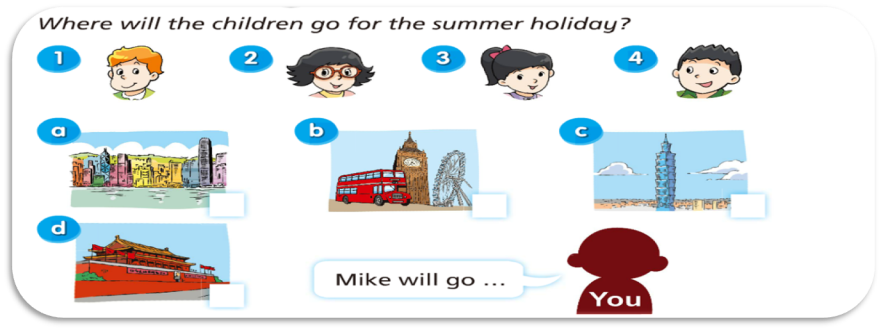 Where will the children go for the summer holiday?
1 2 3 4
a b c
d
Mike will go ...
You